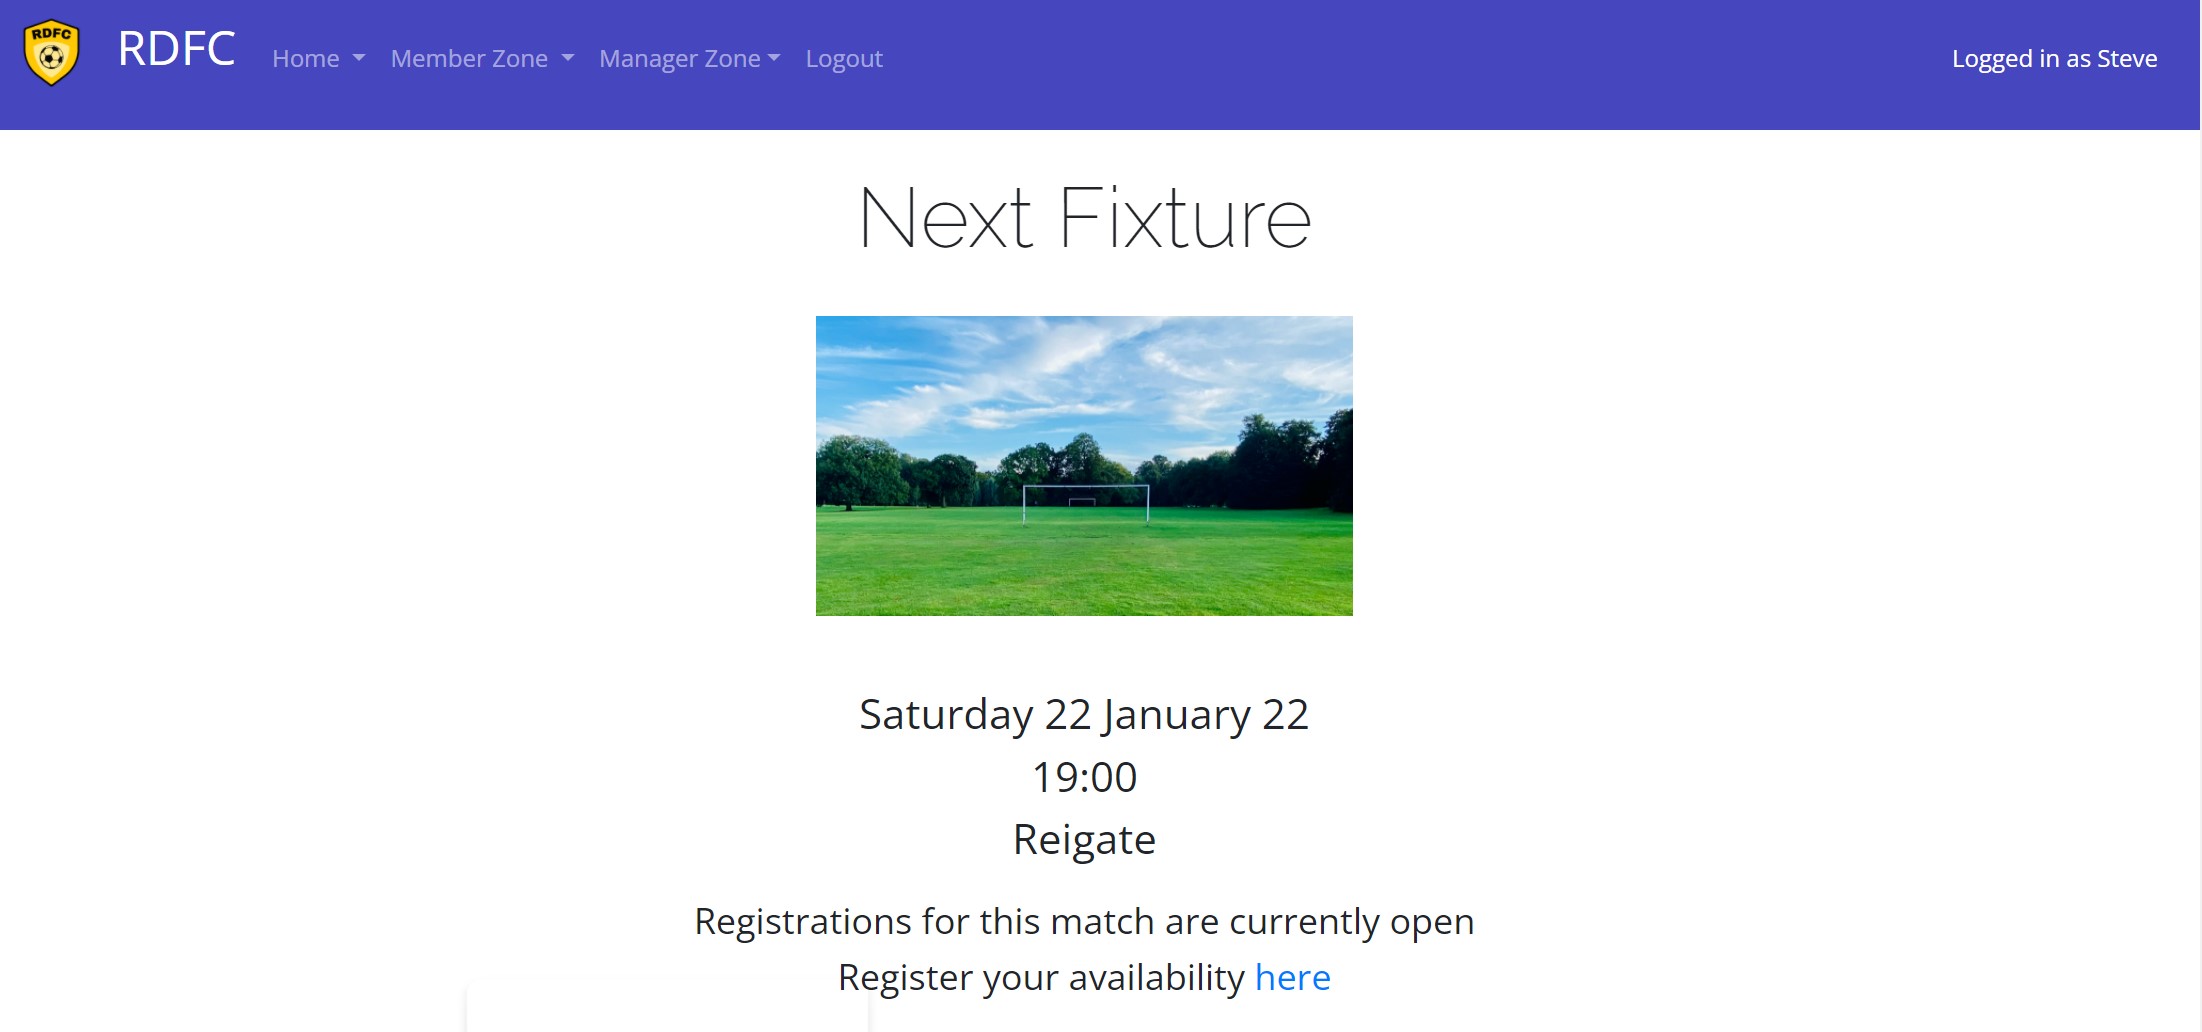 RDFC
RDFC
Home
Member Zone
Manager Zone
Logout
Logged in as Steve
Next Fixture
Saturday 22 January 22
19:00
Reigate
Registrations for this match are currently open
Register your availability here